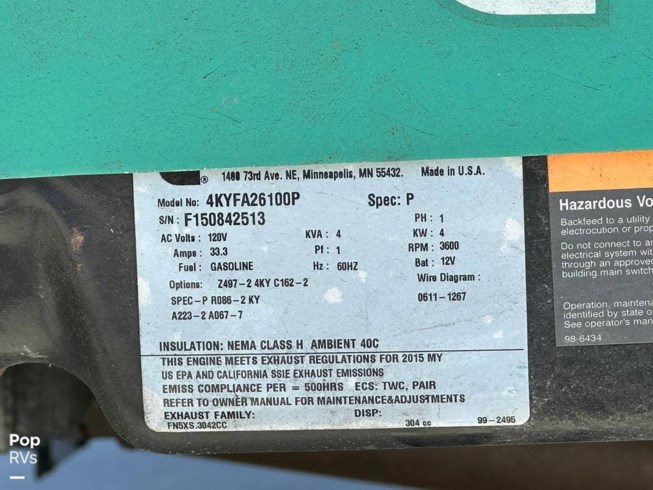 ® 1400 73rd Ave. NE, Minneapolis, MN 55432. Made in U.S.A.
Model No: 4KYFA26100P Spec: P
S/N: F150842513 PH: 1
AC Volts: 120V KVA: 4 KW: 4
Amps: 33.3 Pf: 1 RPM: 3600
Fuel: GASOLINE Hz: 60HZ Bat: 12V
Options: Z497-2 4KY C162-2 Wire Diagram:
SPEC-P R086-2 KY 0611-1267
A223-2 A067-7
INSULATION: NEMA CLASS H AMBIENT 40C
THIS ENGINE MEETS EXHAUST REGULATIONS FOR 2015 MY
US EPA AND CALIFORNIA SSIE EXHAUST EMISSIONS
EMISS COMPLIANCE PER = 500HRS ECS: TWC, PAIR
REFER TO OWNER MANUAL FOR MAINTENANCE&ADJUSTMENTS
EXHAUST FAMILY: DISP:
FN5XS.3042CC 304 cc 99-2495
Hazardous Vo
Backfeed to a utility
electrocution or prop
Do not connect to an
electrical system wit
through an approved
building main switch
Operation, maintena
identified by state o
See operator's man
98-6434
Pop
RVs